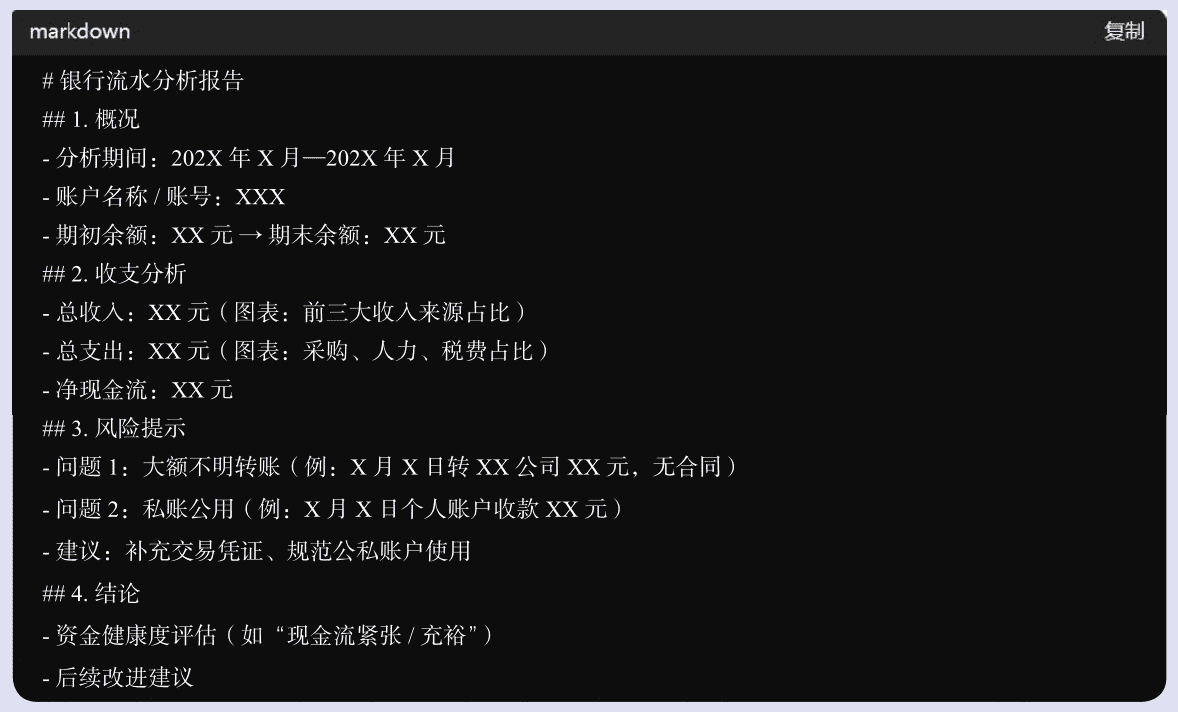 markdown
复制
# 银行流水分析报告
## 1. 概况
- 分析期间：202X 年 X 月—202X 年 X 月
- 账户名称 / 账号：XXX
- 期初余额：XX 元 → 期末余额：XX 元
## 2. 收支分析
- 总收入：XX 元（图表：前三大收入来源占比）
- 总支出：XX 元（图表：采购、人力、税费占比）
- 净现金流：XX 元
## 3. 风险提示
- 问题 1：大额不明转账（例：X 月 X 日转 XX 公司 XX 元，无合同）
- 问题 2：私账公用（例：X 月 X 日个人账户收款 XX 元）
- 建议：补充交易凭证、规范公私账户使用
## 4. 结论
- 资金健康度评估（如“现金流紧张 / 充裕”）
- 后续改进建议